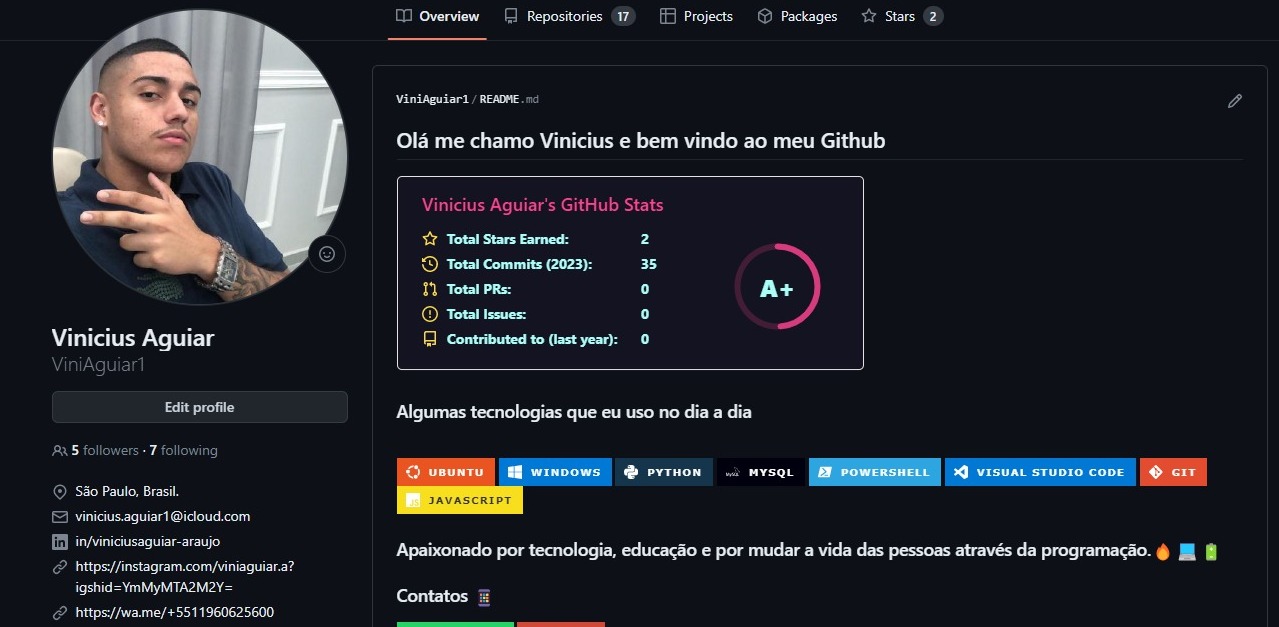 Overview
Repositories 17
Projects
Packages
Stars 2
ViniAguiar1/README.md
Olá me chamo Vinicius e bem vindo ao meu Github
Vinicius Aguiar's GitHub Stats
Total Stars Earned: 2
Total Commits (2023): 35
Total PRs: 0
Total Issues: 0
Contributed to (last year): 0
A+
Vinicius Aguiar
ViniAguiar1
Edit profile
5 followers · 7 following
São Paulo, Brasil.
vinicius.aguiar1@icloud.com
in/viniciusaguiar-araujo
https://instagram.com/viniaguiar.a?
igshid=YmMyMTA2M2Y=
https://wa.me/+5511960625600
Algumas tecnologias que eu uso no dia a dia
UBUNTU
WINDOWS
PYTHON
MySQL MYSQL
POWERSHELL
VISUAL STUDIO CODE
GIT
JS JAVASCRIPT
Apaixonado por tecnologia, educação e por mudar a vida das pessoas através da programação.
Contatos